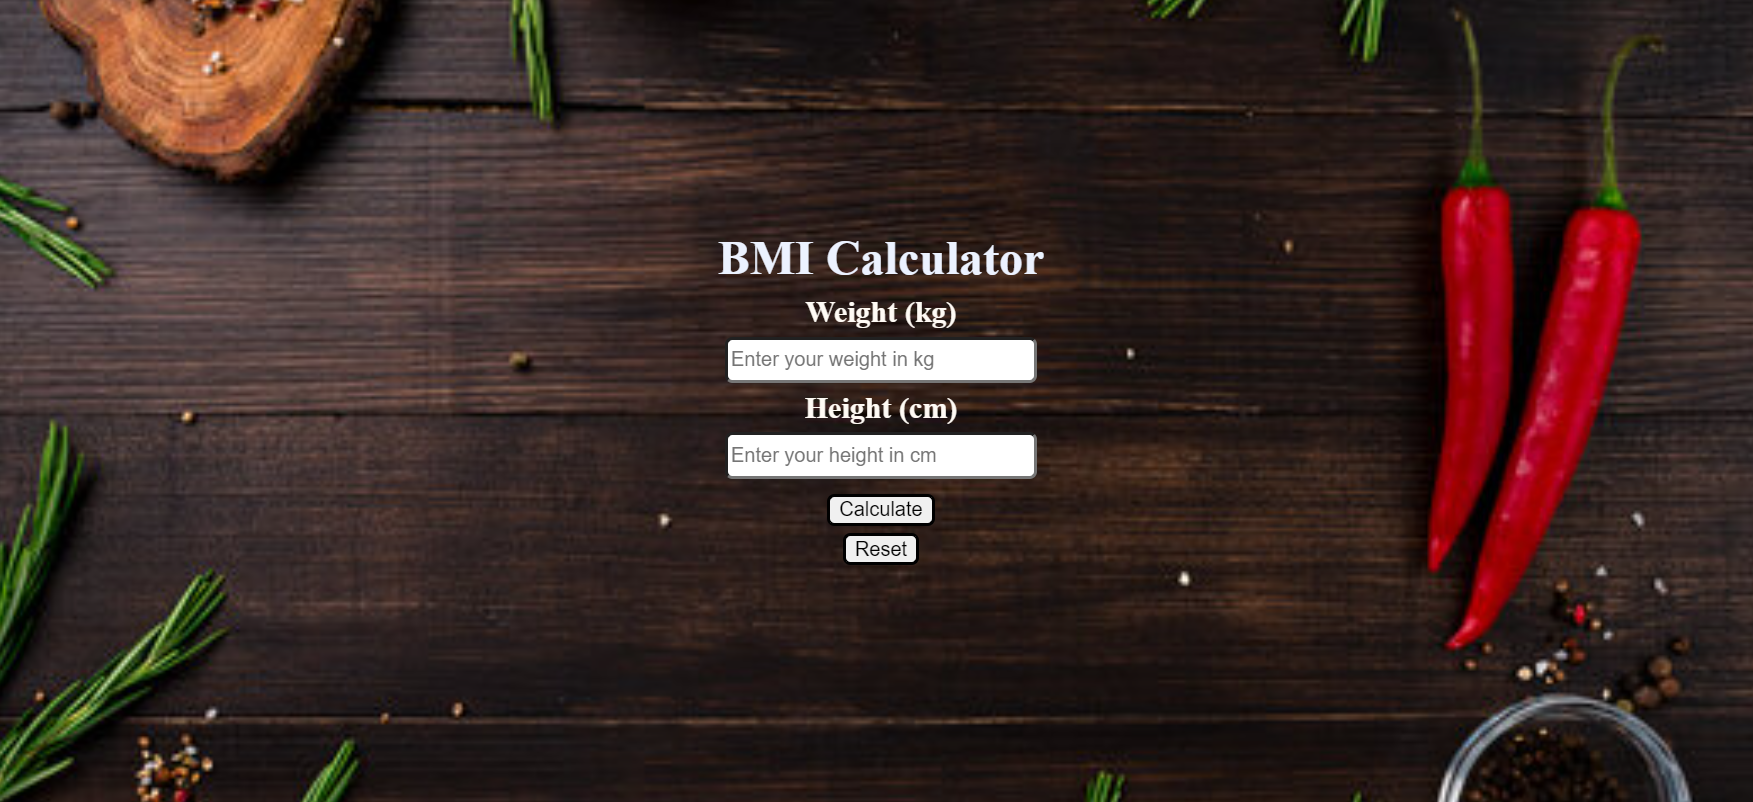 BMI Calculator
Weight (kg)
Enter your weight in kg
Height (cm)
Enter your height in cm
Calculate
Reset